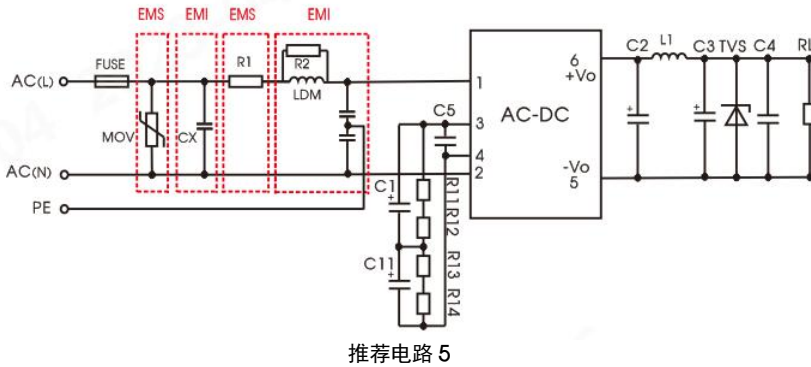 EMS EMI EMS EMI
FUSE R1 R2 LDM
AC(L)
MOV CX
AC(N)
PE
C5
C1
C11
R11
R12
R13
R14
1
3
4
2
AC-DC
6
+Vo
-Vo
5
C2 L1 C3 TVS C4 RL
推荐电路 5